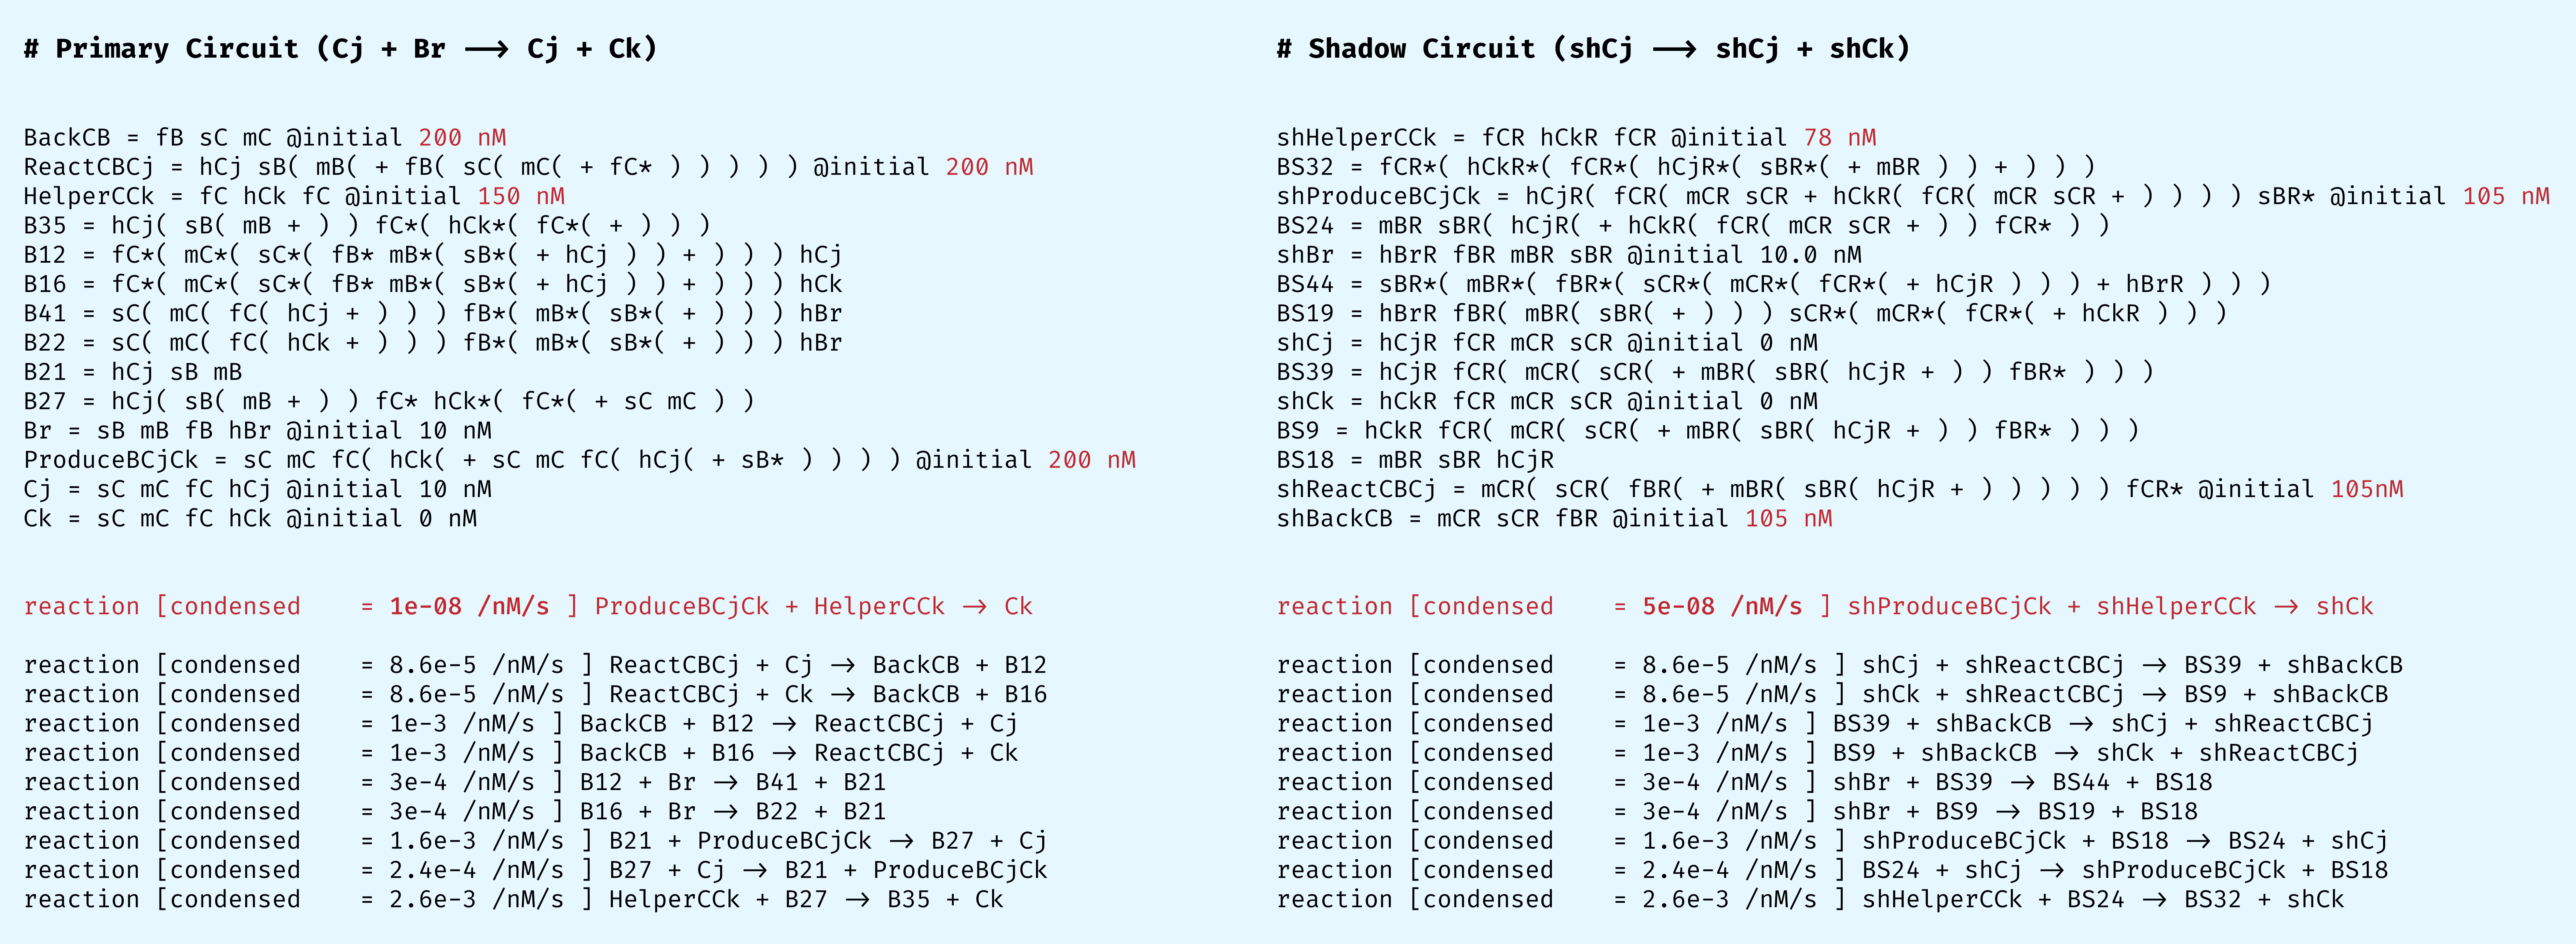 # Primary Circuit (Cj + Br ⟶ Cj + Ck)
BackCB = fB sC mC @initial 200 nM
ReactCBCj = hCj sB( mB( + fB( sC( mC( + fC* ) ) ) ) ) @initial 200 nM
HelperCCk = fC hCk fC @initial 150 nM
B35 = hCj( sB( mB + ) ) fC*( hCk*( fC*( + ) ) )
B12 = fC*( mC*( sC*( fB* mB*( sB*( + hCj ) ) + ) ) ) hCj
B16 = fC*( mC*( sC*( fB* mB*( sB*( + hCj ) ) + ) ) ) hCk
B41 = sC( mC( fC( hCj + ) ) ) fB*( mB*( sB*( + ) ) ) hBr
B22 = sC( mC( fC( hCk + ) ) ) fB*( mB*( sB*( + ) ) ) hBr
B21 = hCj sB mB
B27 = hCj( sB( mB + ) ) fC* hCk*( fC*( + sC mC ) )
Br = sB mB fB hBr @initial 10 nM
ProduceBCjCk = sC mC fC( hCk( + sC mC fC( hCj( + sB* ) ) ) ) @initial 200 nM
Cj = sC mC fC hCj @initial 10 nM
Ck = sC mC fC hCk @initial 0 nM
reaction [condensed = 1e-08 /nM/s ] ProduceBCjCk + HelperCCk → Ck
reaction [condensed = 8.6e-5 /nM/s ] ReactCBCj + Cj → BackCB + B12
reaction [condensed = 8.6e-5 /nM/s ] ReactCBCj + Ck → BackCB + B16
reaction [condensed = 1e-3 /nM/s ] BackCB + B12 → ReactCBCj + Cj
reaction [condensed = 1e-3 /nM/s ] BackCB + B16 → ReactCBCj + Ck
reaction [condensed = 3e-4 /nM/s ] B12 + Br → B41 + B21
reaction [condensed = 3e-4 /nM/s ] B16 + Br → B22 + B21
reaction [condensed = 1.6e-3 /nM/s ] B21 + ProduceBCjCk → B27 + Cj
reaction [condensed = 2.4e-4 /nM/s ] B27 + Cj → B21 + ProduceBCjCk
reaction [condensed = 2.6e-3 /nM/s ] HelperCCk + B27 → B35 + Ck
# Shadow Circuit (shCj ⟶ shCj + shCk)
shHelperCCk = fCR hCkR fCR @initial 78 nM
BS32 = fCR*( hCkR*( fCR*( hCjR*( sBR*( + mBR ) ) + ) ) )
shProduceBCjCk = hCjR( fCR( mCR sCR + hCkR( fCR( mCR sCR + ) ) ) ) sBR* @initial 105 nM
BS24 = mBR sBR( hCjR( + hCkR( fCR( mCR sCR + ) ) fCR* ) )
shBr = hBrR fBR mBR sBR @initial 10.0 nM
BS44 = sBR*( mBR*( fBR*( sCR*( mCR*( fCR*( + hCjR ) ) ) + hBrR ) ) )
BS19 = hBrR fBR( mBR( sBR( + ) ) ) sCR*( mCR*( fCR*( + hCkR ) ) )
shCj = hCjR fCR mCR sCR @initial 0 nM
BS39 = hCjR fCR( mCR( sCR( + mBR( sBR( hCjR + ) ) fBR* ) ) )
shCk = hCkR fCR mCR sCR @initial 0 nM
BS9 = hCkR fCR( mCR( sCR( + mBR( sBR( hCjR + ) ) fBR* ) ) )
BS18 = mBR sBR hCjR
shReactCBCj = mCR( sCR( fBR( + mBR( sBR( hCjR + ) ) ) ) ) fCR* @initial 105nM
shBackCB = mCR sCR fBR @initial 105 nM
reaction [condensed = 5e-08 /nM/s ] shProduceBCjCk + shHelperCCk → shCk
reaction [condensed = 8.6e-5 /nM/s ] shCj + shReactCBCj → BS39 + shBackCB
reaction [condensed = 8.6e-5 /nM/s ] shCk + shReactCBCj → BS9 + shBackCB
reaction [condensed = 1e-3 /nM/s ] BS39 + shBackCB → shCj + shReactCBCj
reaction [condensed = 1e-3 /nM/s ] BS9 + shBackCB → shCk + shReactCBCj
reaction [condensed = 3e-4 /nM/s ] shBr + BS39 → BS44 + BS18
reaction [condensed = 3e-4 /nM/s ] shBr + BS9 → BS19 + BS18
reaction [condensed = 1.6e-3 /nM/s ] shProduceBCjCk + BS18 → BS24 + shCj
reaction [condensed = 2.4e-4 /nM/s ] BS24 + shCj → shProduceBCjCk + BS18
reaction [condensed = 2.6e-3 /nM/s ] shHelperCCk + BS24 → BS32 + shCk